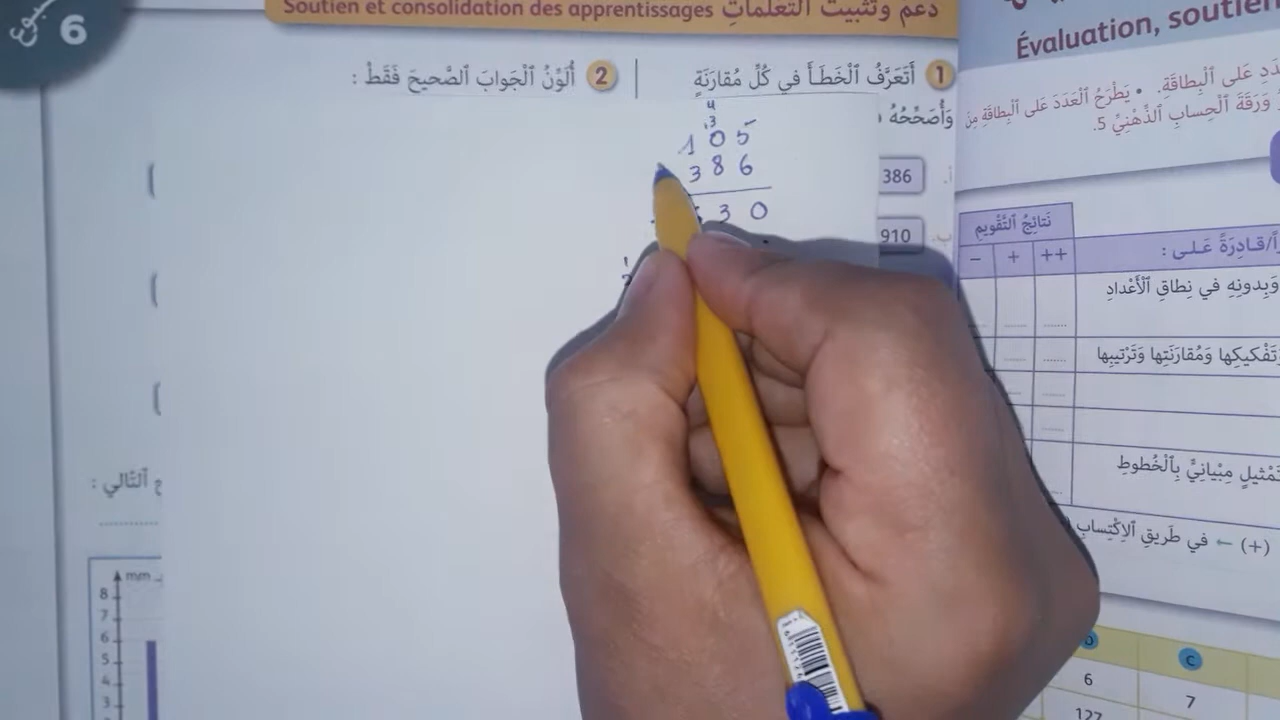 6
Soutien et consolidation des apprentissages دعم وتثبيت التعلمات
Évaluation, soutien
1 أَتَعَرَّفُ ٱلْخَطَأَ في كُلِّ مُقارَنَةٍ
وَأُصَحِّحُهُ
2 أُلَوِّنُ ٱلْجَوابَ ٱلصَّحيحَ فَقَطْ :
4
3
1 0 5
3 8 6
3 0
1
أ. 386
ب. 910
ٱلتّالي :
mm
8
7
6
5
4
3
عَلى ٱلْبِطاقَةِ. • يَطْرَحُ ٱلْعَدَدَ عَلى ٱلْبِطاقَةِ مِنْ
وَرَقَةَ ٱلْحِسابِ ٱلذِّهْنِيِّ 5.
نَتائِجُ ٱلتَّقْويمِ
قادِرَةً عَلى :
++ + −
وَبِدونِهِ في نِطاقِ ٱلْأَعْدادِ
وَتَفْكيكِها وَمُقارَنَتِها وَتَرْتيبِها
مِبْيانِيٍّ بِٱلْخُطوطِ
(+) ← في طَريقِ ٱلِٱكْتِسابِ
D C
6 7
127